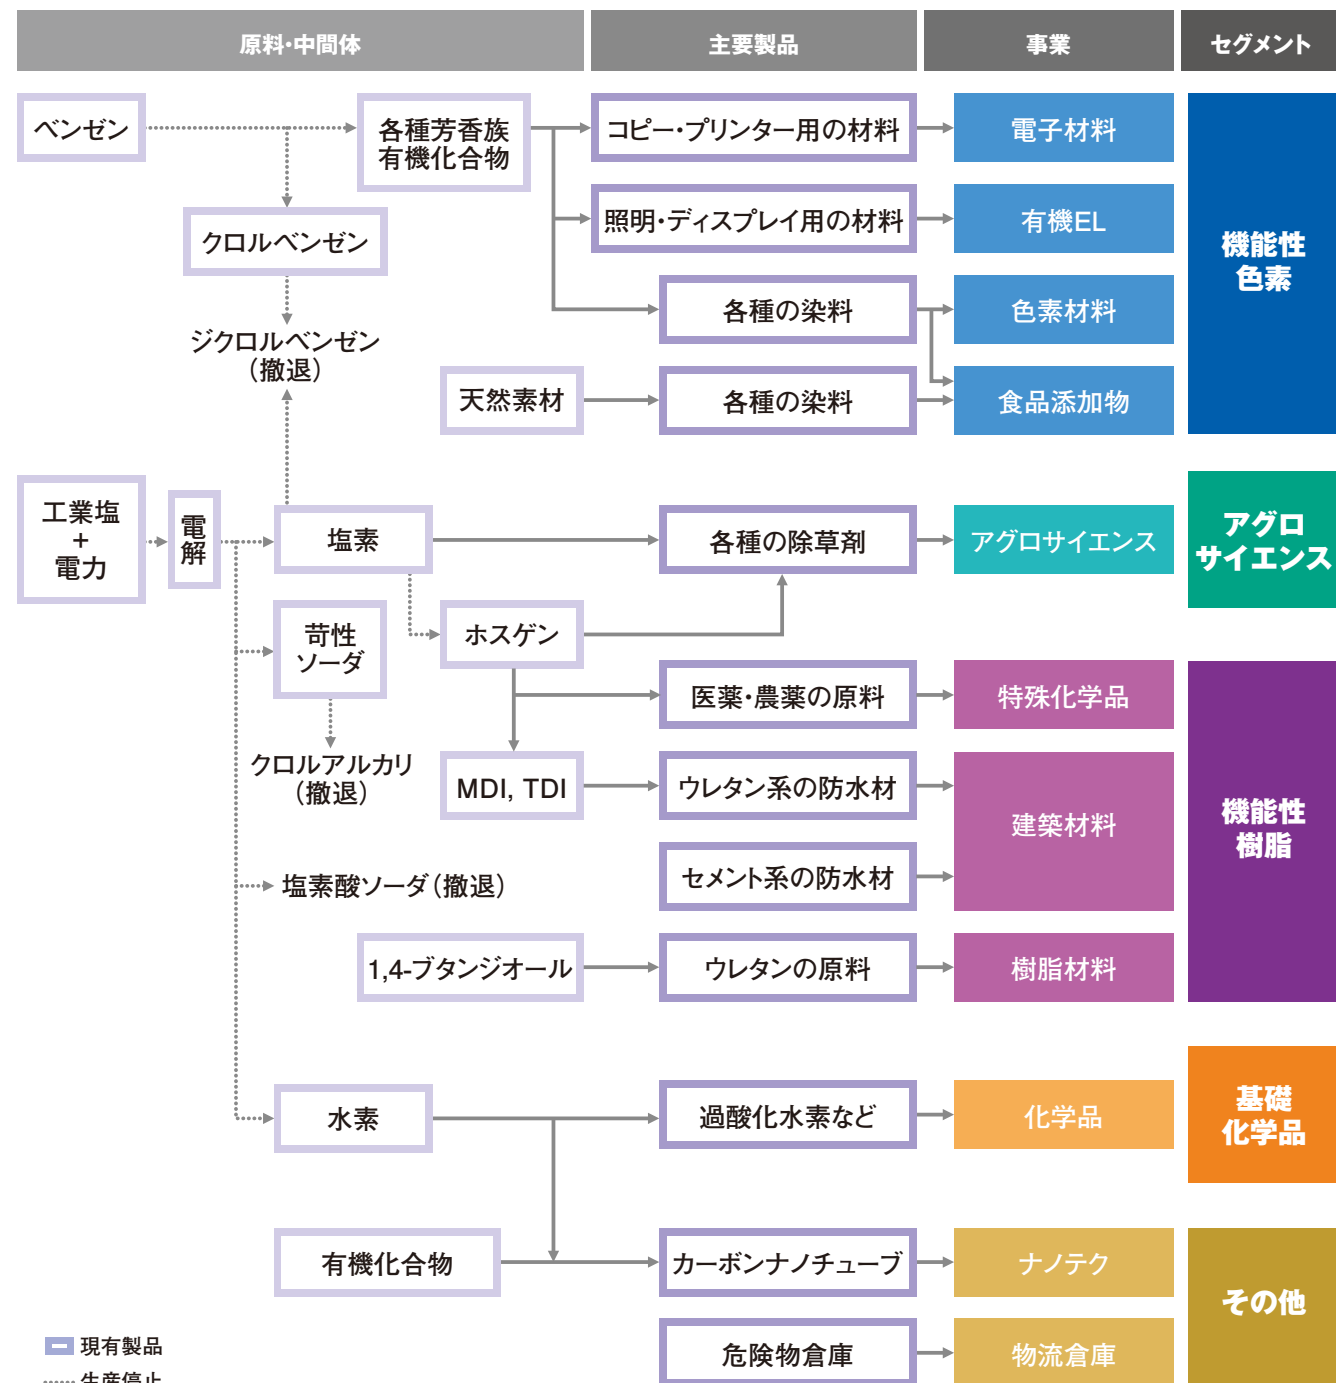 原料・中間体
主要製品
事業
セグメント
ベンゼン
各種芳香族
有機化合物
コピー・プリンター用の材料
電子材料
クロルベンゼン
照明・ディスプレイ用の材料
有機EL
機能性
色素
ジクロルベンゼン
（撤退）
各種の染料
色素材料
天然素材
各種の染料
食品添加物
工業塩
+
電力
電
解
塩素
各種の除草剤
アグロサイエンス
アグロ
サイエンス
苛性
ソーダ
ホスゲン
医薬・農薬の原料
特殊化学品
クロルアルカリ
（撤退）
MDI, TDI
ウレタン系の防水材
建築材料
機能性
樹脂
塩素酸ソーダ（撤退）
セメント系の防水材
1,4-ブタンジオール
ウレタンの原料
樹脂材料
水素
過酸化水素など
化学品
基礎
化学品
有機化合物
カーボンナノチューブ
ナノテク
その他
危険物倉庫
物流倉庫
現有製品
生産停止